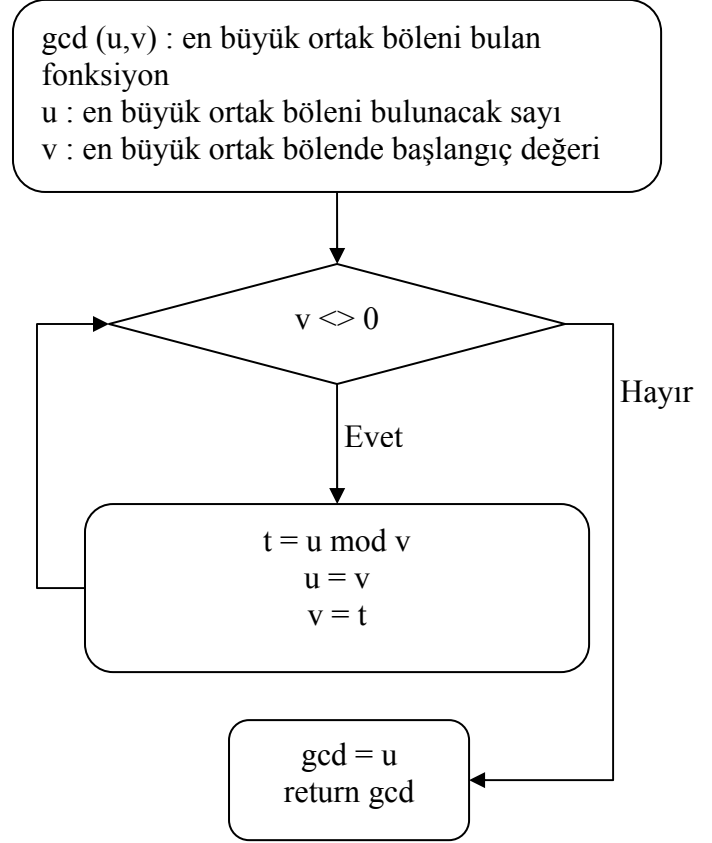 gcd (u,v) : en büyük ortak böleni bulan
fonksiyon
u : en büyük ortak böleni bulunacak sayı
v : en büyük ortak bölende başlangıç değeri
v <> 0
Hayır
Evet
t = u mod v
u = v
v = t
gcd = u
return gcd